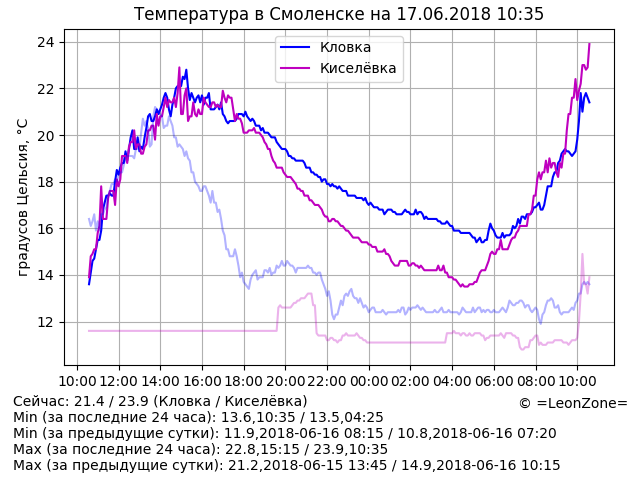 Температура в Смоленске на 17.06.2018 10:35
градусов Цельсия, °C
24
22
20
18
16
14
12
Кловка
Киселёвка
10:00 12:00 14:00 16:00 18:00 20:00 22:00 00:00 02:00 04:00 06:00 08:00 10:00
Сейчас: 21.4 / 23.9 (Кловка / Киселёвка)
© =LeonZone=
Min (за последние 24 часа): 13.6,10:35 / 13.5,04:25
Min (за предыдущие сутки): 11.9,2018-06-16 08:15 / 10.8,2018-06-16 07:20
Max (за последние 24 часа): 22.8,15:15 / 23.9,10:35
Max (за предыдущие сутки): 21.2,2018-06-15 13:45 / 14.9,2018-06-16 10:15